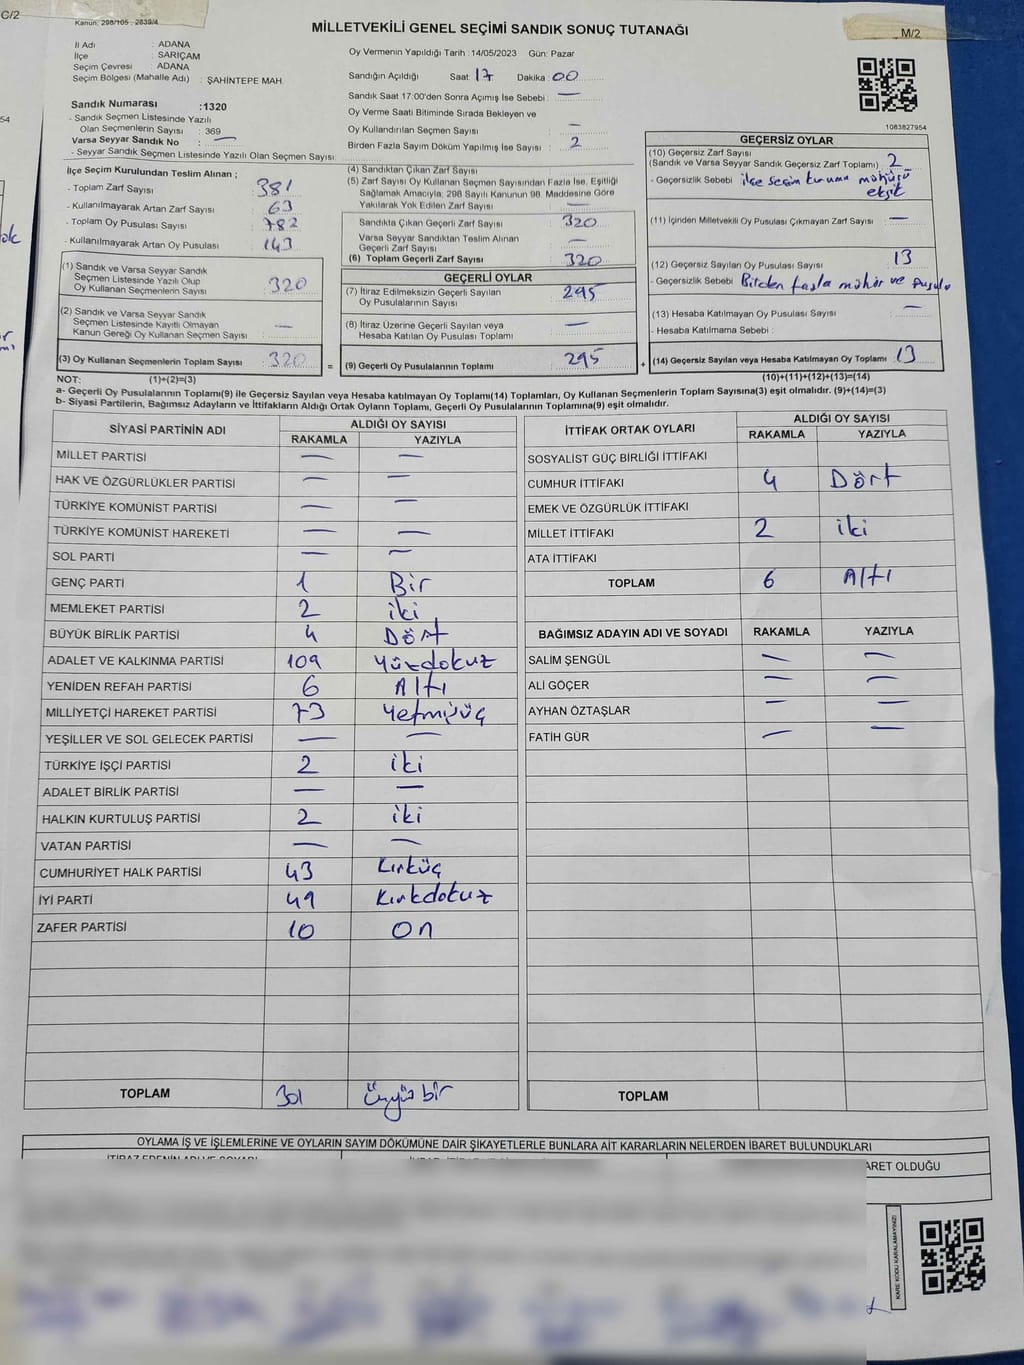 C/2
Kanun: 298/105 - 2839/4
MİLLETVEKİLİ GENEL SEÇİMİ SANDIK SONUÇ TUTANAĞI
M/2
İl Adı : ADANA
İlçe : SARIÇAM
Seçim Çevresi : ADANA
Seçim Bölgesi (Mahalle Adı) : ŞAHİNTEPE MAH.
Sandık Numarası :1320
- Sandık Seçmen Listesinde Yazılı
Olan Seçmenlerin Sayısı : 369
Varsa Seyyar Sandık No : —
- Seyyar Sandık Seçmen Listesinde Yazılı Olan Seçmen Sayısı:
Oy Vermenin Yapıldığı Tarih :14/05/2023 Gün: Pazar
Sandığın Açıldığı Saat: 17 Dakika: 00
Sandık Saat 17:00'den Sonra Açımış İse Sebebi : —
Oy Verme Saati Bitiminde Sırada Bekleyen ve
Oy Kullandırılan Seçmen Sayısı : —
Birden Fazla Sayım Döküm Yapılmış İse Sayısı : 2
1083827954
İlçe Seçim Kurulundan Teslim Alınan ;
- Toplam Zarf Sayısı : 381
- Kullanılmayarak Artan Zarf Sayısı : 63
- Toplam Oy Pusulası Sayısı : 782
- Kullanılmayarak Artan Oy Pusulası : 143
(1) Sandık ve Varsa Seyyar Sandık
Seçmen Listesinde Yazılı Olup
Oy Kullanan Seçmenlerin Sayısı : 320
(2) Sandık ve Varsa Seyyar Sandık
Seçmen Listesinde Kayıtlı Olmayan
Kanun Gereği Oy Kullanan Seçmen Sayısı : —
(3) Oy Kullanan Seçmenlerin Toplam Sayısı : 320
(4) Sandıktan Çıkan Zarf Sayısı :
(5) Zarf Sayısı Oy Kullanan Seçmen Sayısından Fazla İse, Eşitliği
Sağlamak Amacıyla, 298 Sayılı Kanunun 98. Maddesine Göre
Yakılarak Yok Edilen Zarf Sayısı : —
Sandıkta Çıkan Geçerli Zarf Sayısı : 320
Varsa Seyyar Sandıktan Teslim Alınan
Geçerli Zarf Sayısı : —
(6) Toplam Geçerli Zarf Sayısı : 320
GEÇERLİ OYLAR
(7) İtiraz Edilmeksizin Geçerli Sayılan
Oy Pusulalarının Sayısı : 295
(8) İtiraz Üzerine Geçerli Sayılan veya
Hesaba Katılan Oy Pusulası Toplamı : —
= (9) Geçerli Oy Pusulalarının Toplamı : 295
GEÇERSİZ OYLAR
(10) Geçersiz Zarf Sayısı
(Sandık ve Varsa Seyyar Sandık Geçersiz Zarf Toplamı) : 2
- Geçersizlik Sebebi : ilçe seçim kurumu mühürü
eksit
(11) İçinden Milletvekili Oy Pusulası Çıkmayan Zarf Sayısı : —
(12) Geçersiz Sayılan Oy Pusulası Sayısı : 13
- Geçersizlik Sebebi : Birden fazla mühür ve pusula
(13) Hesaba Katılmayan Oy Pusulası Sayısı : —
- Hesaba Katılmama Sebebi :
+ (14) Geçersiz Sayılan veya Hesaba Katılmayan Oy Toplamı : 13
NOT: (1)+(2)=(3)
(10)+(11)+(12)+(13)=(14)
a- Geçerli Oy Pusulalarının Toplamı(9) ile Geçersiz Sayılan veya Hesaba katılmayan Oy Toplamı(14) Toplamları, Oy Kullanan Seçmenlerin Toplam Sayısına(3) eşit olmalıdır. (9)+(14)=(3)
b- Siyasi Partilerin, Bağımsız Adayların ve İttifakların Aldığı Ortak Oyların Toplamı, Geçerli Oy Pusulalarının Toplamına(9) eşit olmalıdır.
SİYASİ PARTİNİN ADI ALDIĞI OY SAYISI
RAKAMLA YAZIYLA
MİLLET PARTİSİ — —
HAK VE ÖZGÜRLÜKLER PARTİSİ — —
TÜRKİYE KOMÜNİST PARTİSİ — —
TÜRKİYE KOMÜNİST HAREKETİ — —
SOL PARTİ — —
GENÇ PARTİ 1 Bir
MEMLEKET PARTİSİ 2 iki
BÜYÜK BİRLİK PARTİSİ 4 Dört
ADALET VE KALKINMA PARTİSİ 109 Yüzdokuz
YENİDEN REFAH PARTİSİ 6 Altı
MİLLİYETÇİ HAREKET PARTİSİ 73 Yetmişüç
YEŞİLLER VE SOL GELECEK PARTİSİ — —
TÜRKİYE İŞÇİ PARTİSİ 2 iki
ADALET BİRLİK PARTİSİ — —
HALKIN KURTULUŞ PARTİSİ 2 iki
VATAN PARTİSİ — —
CUMHURİYET HALK PARTİSİ 43 Kırküç
İYİ PARTİ 49 Kırkdokuz
ZAFER PARTİSİ 10 On
TOPLAM 301 Üçyüz bir
İTTİFAK ORTAK OYLARI ALDIĞI OY SAYISI
RAKAMLA YAZIYLA
SOSYALİST GÜÇ BİRLİĞİ İTTİFAKI
CUMHUR İTTİFAKI 4 Dört
EMEK VE ÖZGÜRLÜK İTTİFAKI
MİLLET İTTİFAKI 2 iki
ATA İTTİFAKI
TOPLAM 6 Altı
BAĞIMSIZ ADAYIN ADI VE SOYADI RAKAMLA YAZIYLA
SALİM ŞENGÜL — —
ALİ GÖÇER — —
AYHAN ÖZTAŞLAR — —
FATİH GÜR — —
TOPLAM
OYLAMA İŞ VE İŞLEMLERİNE VE OYLARIN SAYIM DÖKÜMÜNE DAİR ŞİKAYETLERLE BUNLARA AİT KARARLARIN NELERDEN İBARET BULUNDUKLARI
ARET OLDUĞU
KARE KODU KARALAMAYINIZ!